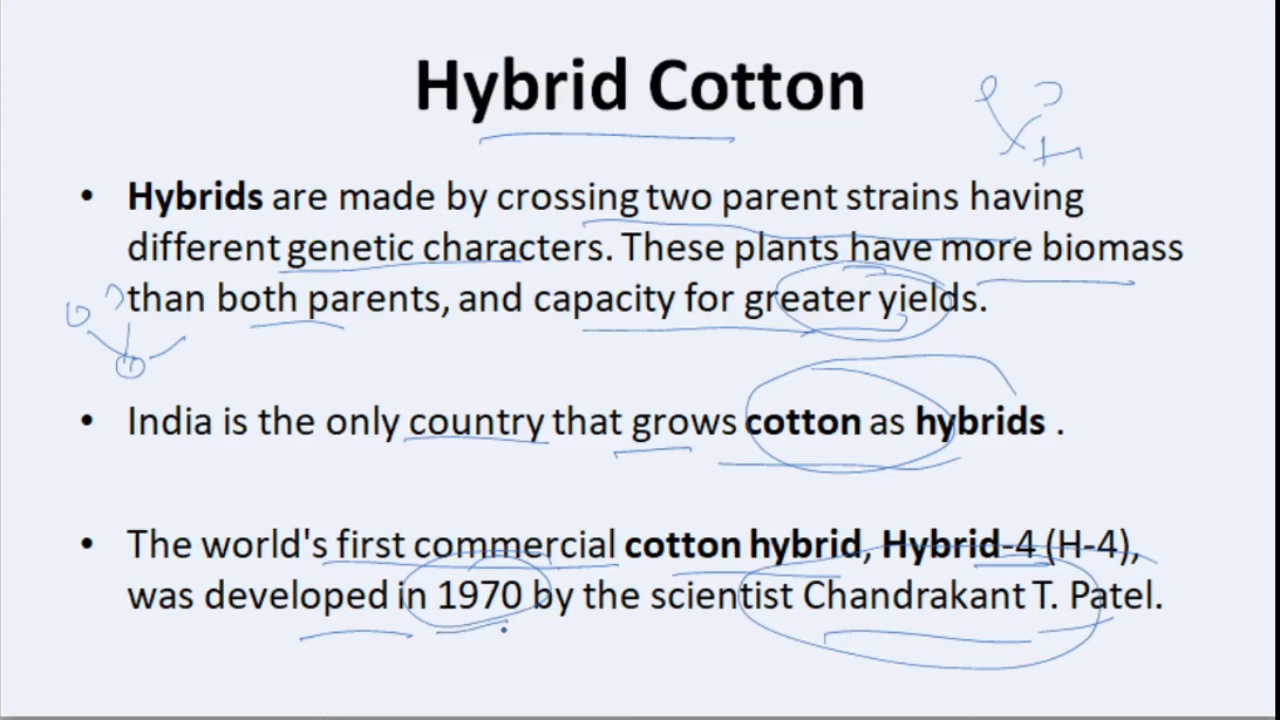 Hybrid Cotton
• Hybrids are made by crossing two parent strains having
different genetic characters. These plants have more biomass
than both parents, and capacity for greater yields.
• India is the only country that grows cotton as hybrids .
• The world's first commercial cotton hybrid, Hybrid-4 (H-4),
was developed in 1970 by the scientist Chandrakant T. Patel.